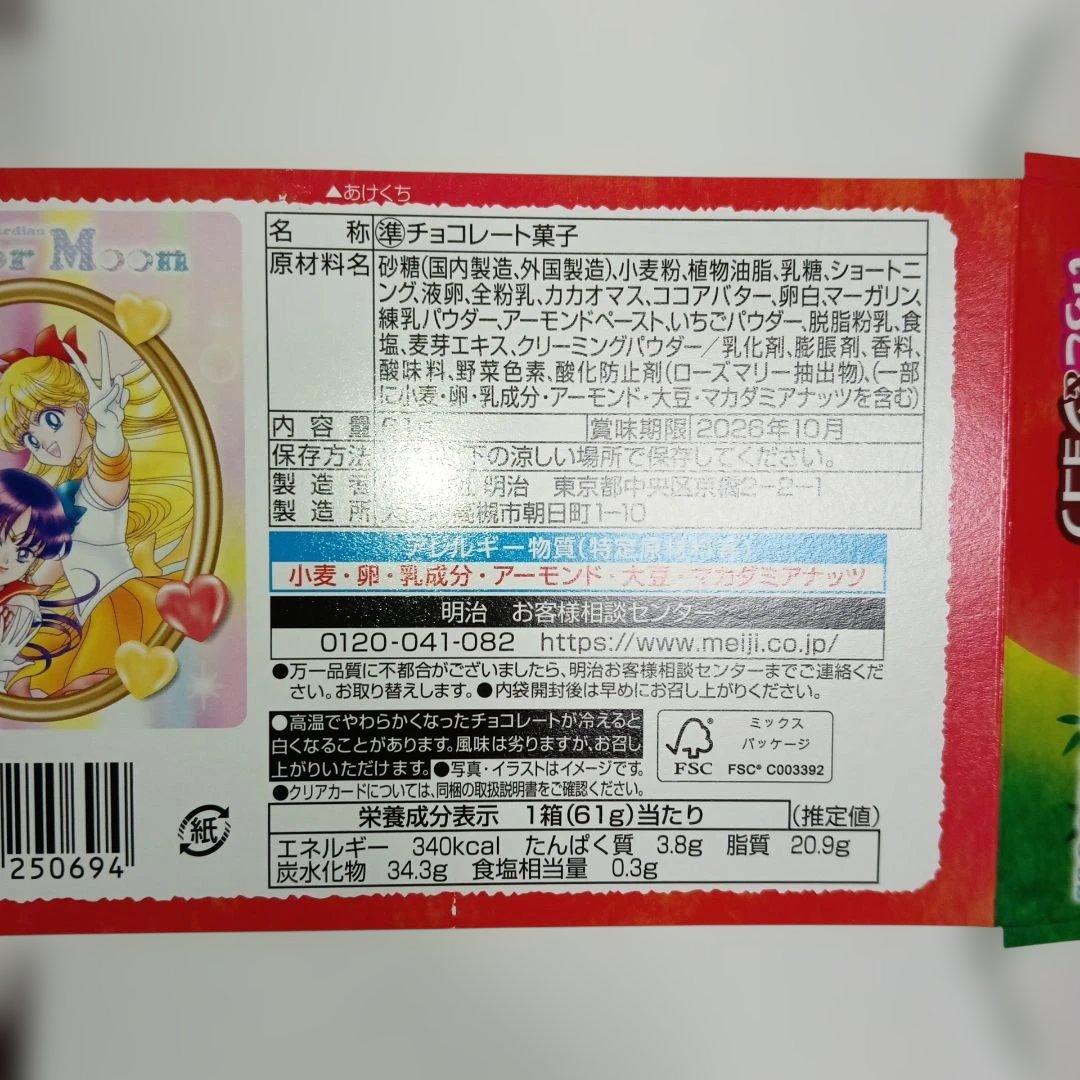 ▲あけくち
Moon
名称 準チョコレート菓子
原材料名 砂糖(国内製造、外国製造)、小麦粉、植物油脂、乳糖、ショートニ
ング、液卵、全粉乳、カカオマス、ココアバター、卵白、マーガリン、
練乳パウダー、アーモンドペースト、いちごパウダー、脱脂粉乳、食
塩、麦芽エキス、クリーミングパウダー／乳化剤、膨脹剤、香料、
酸味料、野菜色素、酸化防止剤(ローズマリー抽出物)、(一部
に小麦・卵・乳成分・アーモンド・大豆・マカダミアナッツを含む)
内容量 61g 賞味期限 2026年10月
保存方法 下の涼しい場所で保存してください。
製造者 明治 東京都中央区京橋2-2-1
製造所 高槻市朝日町1-10
アレルギー物質
小麦・卵・乳成分・アーモンド・大豆・マカダミアナッツ
明治 お客様相談センター
0120-041-082 https://www.meiji.co.jp/
●万一品質に不都合がございましたら、明治お客様相談センターまでご連絡くだ
さい。お取り替えします。●内袋開封後は早めにお召し上がりください。
●高温でやわらかくなったチョコレートが冷えると
白くなることがあります。風味は劣りますが、お召し
上がりいただけます。●写真・イラストはイメージです。
●クリアカードについては、同梱の取扱説明書をご確認ください。
ミックス
パッケージ
FSC FSC® C003392
栄養成分表示 1箱(61g)当たり (推定値)
エネルギー 340kcal たんぱく質 3.8g 脂質 20.9g
炭水化物 34.3g 食塩相当量 0.3g
紙
250694